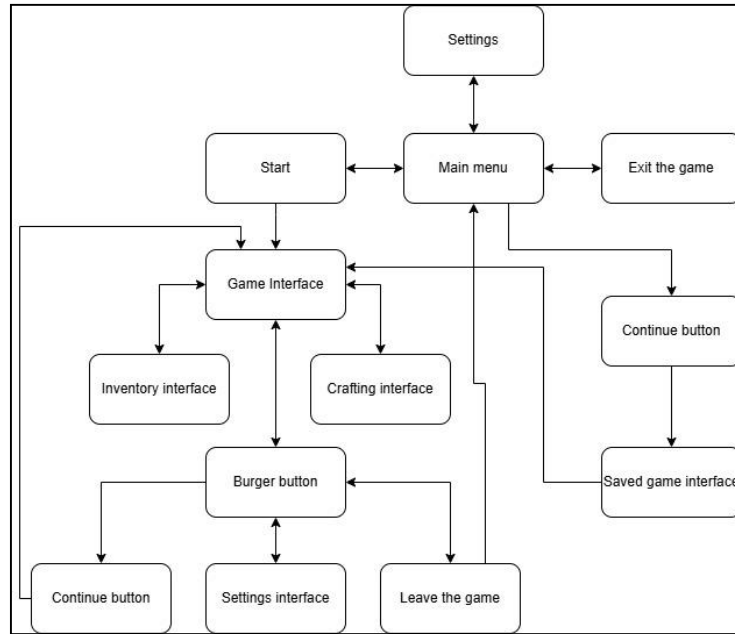 Settings
Start
Main menu
Exit the game
Game Interface
Continue button
Inventory interface
Crafting interface
Burger button
Saved game interface
Continue button
Settings interface
Leave the game